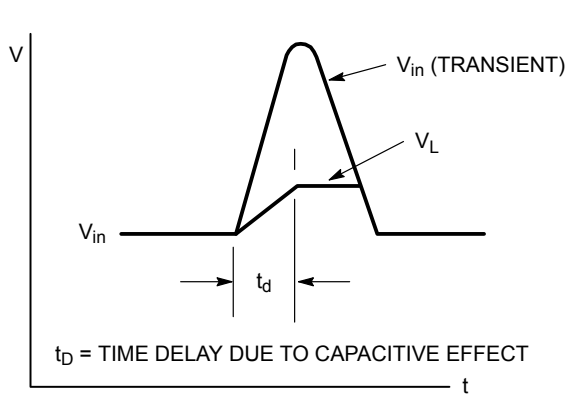 V
Vin (TRANSIENT)
VL
Vin
td
tD = TIME DELAY DUE TO CAPACITIVE EFFECT
t